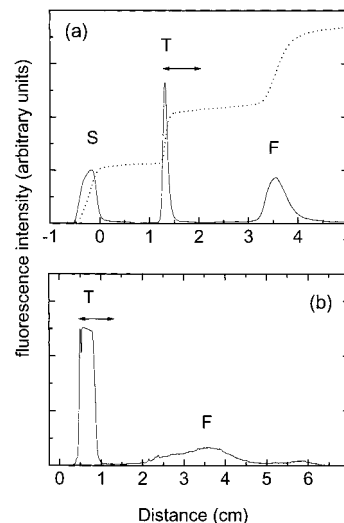 (a)
T
S
F
-1 0 1 2 3 4
fluorescence intensity (arbitrary units)
(b)
T
F
0 1 2 3 4 5 6
Distance (cm)